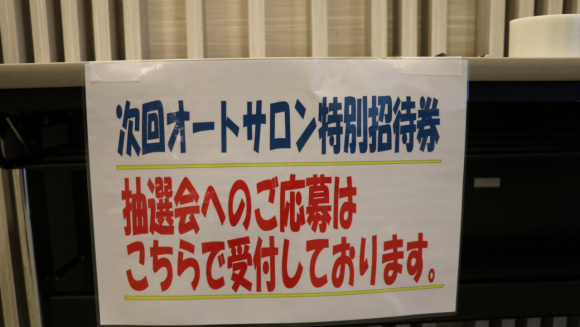 次回オートサロン特別招待券
抽選会へのご応募は
こちらで受付しております。